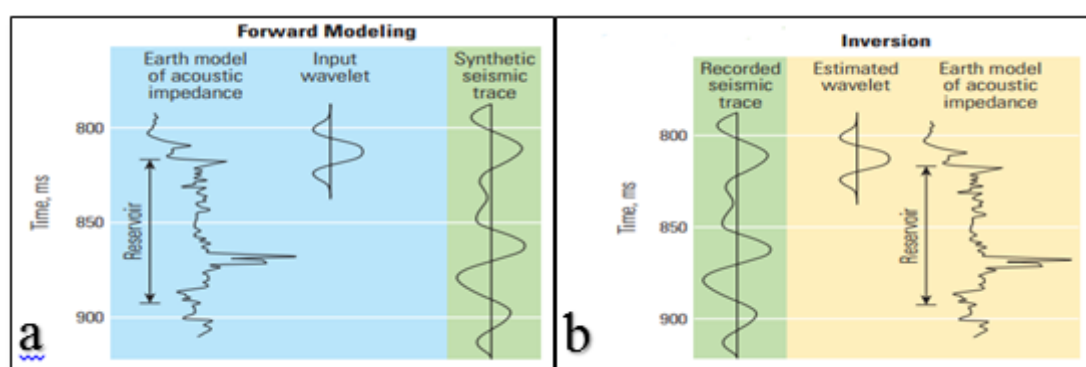 Forward Modeling
Earth model
of acoustic
impedance
Input
wavelet
Synthetic
seismic
trace
800
850
900
Time, ms
Reservoir
a
Inversion
Recorded
seismic
trace
Estimated
wavelet
Earth model
of acoustic
impedance
800
850
900
Time, ms
Reservoir
b